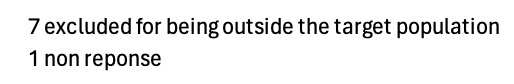 7 excluded for being outside the target population
1 non reponse